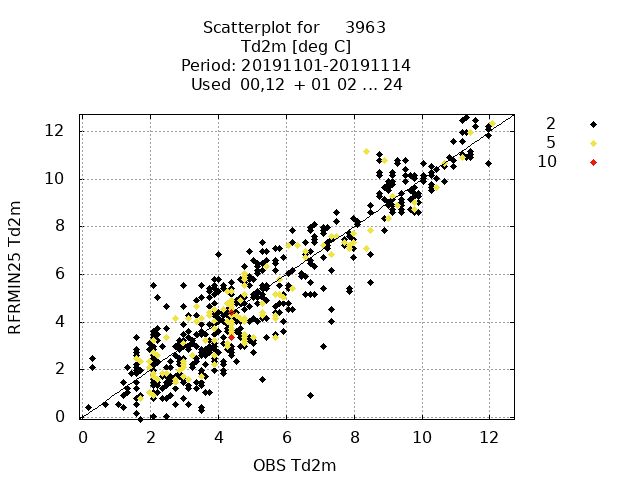 Scatterplot for 3963
Td2m [deg C]
Period: 20191101-20191114
Used 00,12 + 01 02 ... 24
12
10
8
6
4
2
0
0 2 4 6 8 10 12
RFRMIN25 Td2m
OBS Td2m
2
5
10